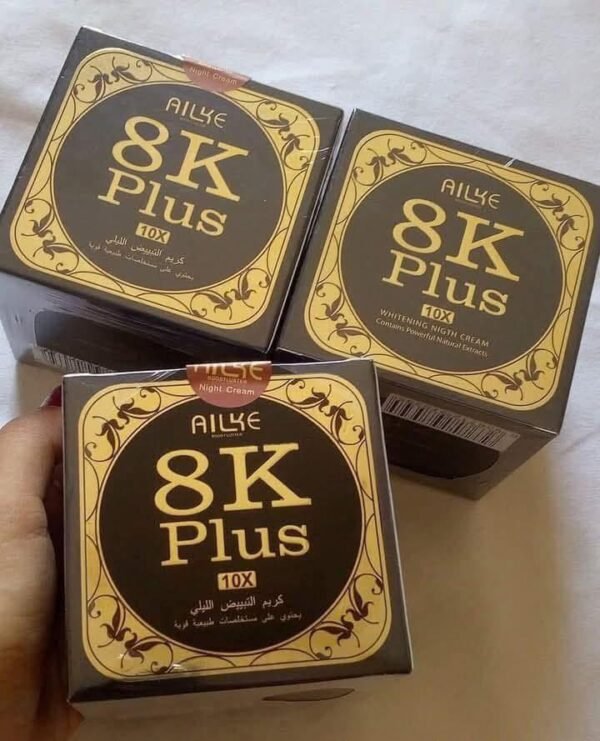 Night Cream
AILKE
8K
Plus
10X
كريم التبييض الليلي
يحتوي على مستخلصات طبيعية قوية
AILKE
8K
Plus
10X
WHITENING NIGTH CREAM
Contains Powerful Natural Extracts
AILKE
Night Cream
AILKE
8K
Plus
10X
كريم التبييض الليلي
يحتوي على مستخلصات طبيعية قوية